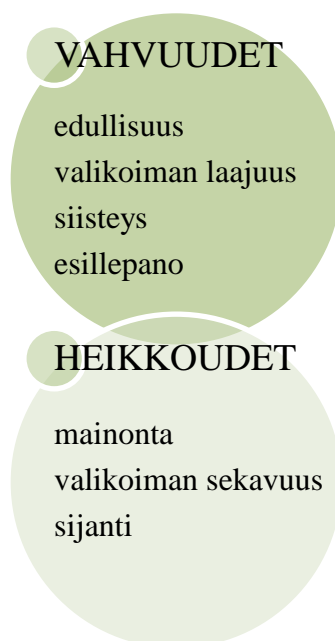 VAHVUUDET
edullisuus
valikoiman laajuus
siisteys
esillepano
HEIKKOUDET
mainonta
valikoiman sekavuus
sijanti